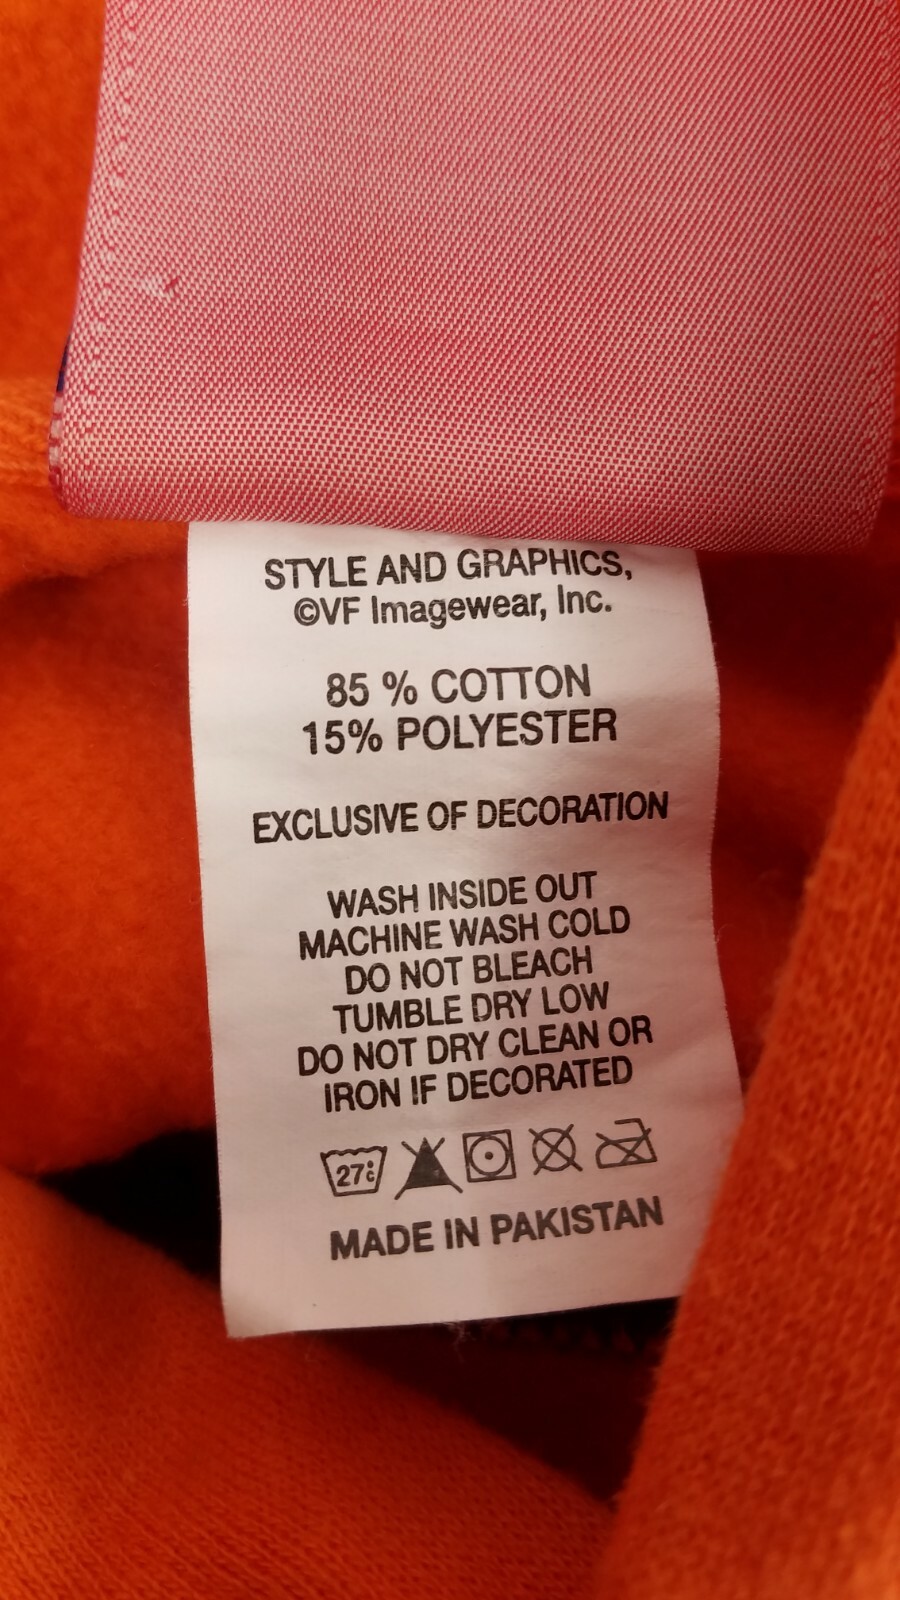 STYLE AND GRAPHICS,
©VF Imagewear, Inc.
85 % COTTON
15% POLYESTER
EXCLUSIVE OF DECORATION
WASH INSIDE OUT
MACHINE WASH COLD
DO NOT BLEACH
TUMBLE DRY LOW
DO NOT DRY CLEAN OR
IRON IF DECORATED
27°C
MADE IN PAKISTAN